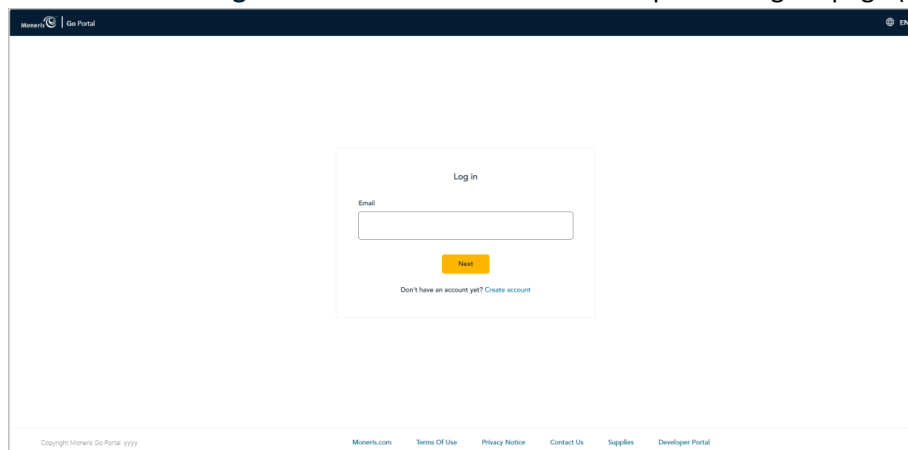 Moneris Go Portal EN
Log in
Email
Next
Don't have an account yet? Create account
Copyright Moneris Go Portal yyyy Moneris.com Terms Of Use Privacy Notice Contact Us Supplies Developer Portal